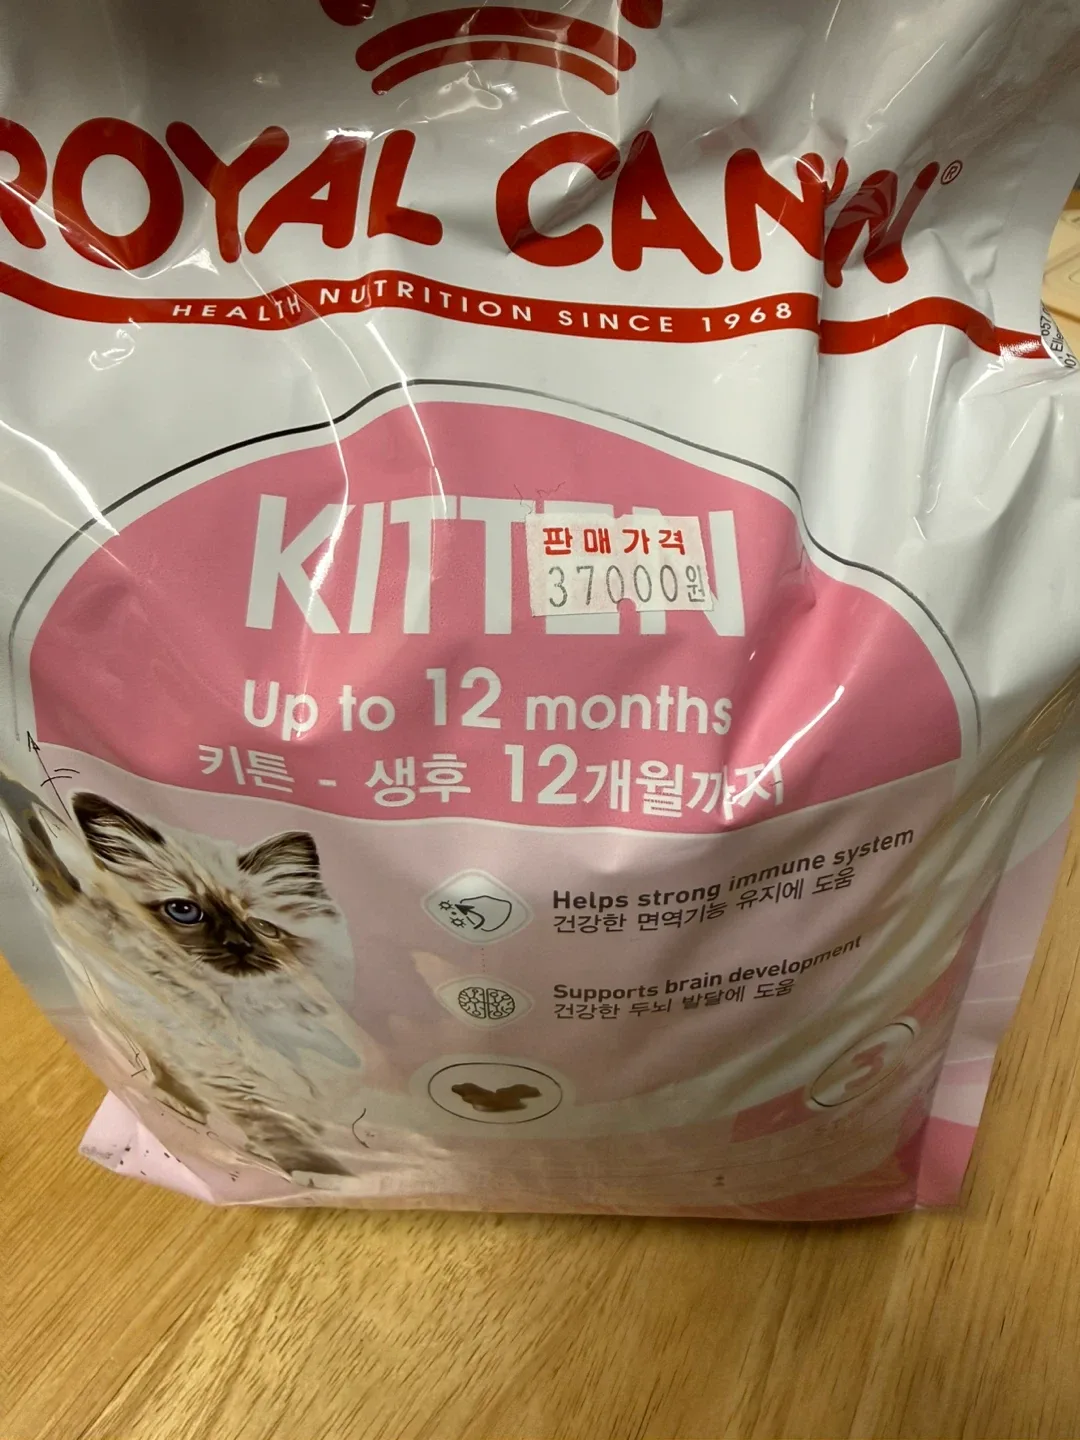 ROYAL CANIN®
HEALTH NUTRITION SINCE 1968
KITTEN
판매가격
37000원
Up to 12 months
키튼 - 생후 12개월까지
Helps strong immune system
건강한 면역기능 유지에 도움
Supports brain development
건강한 두뇌 발달에 도움
3